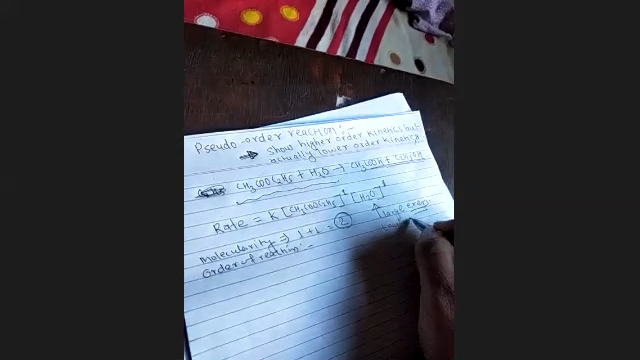 Pseudo-order reaction:-
→ show higher order kinetics but
actually lower order kinetics
CH₃COOC₂H₅ + H₂O → CH₃COOH + C₂H₅OH
Rate = K [CH₃COOC₂H₅]¹ [H₂O]¹
Molecularity ⇒ 1 + 1 = 2
↑ large
Order of reaction:-